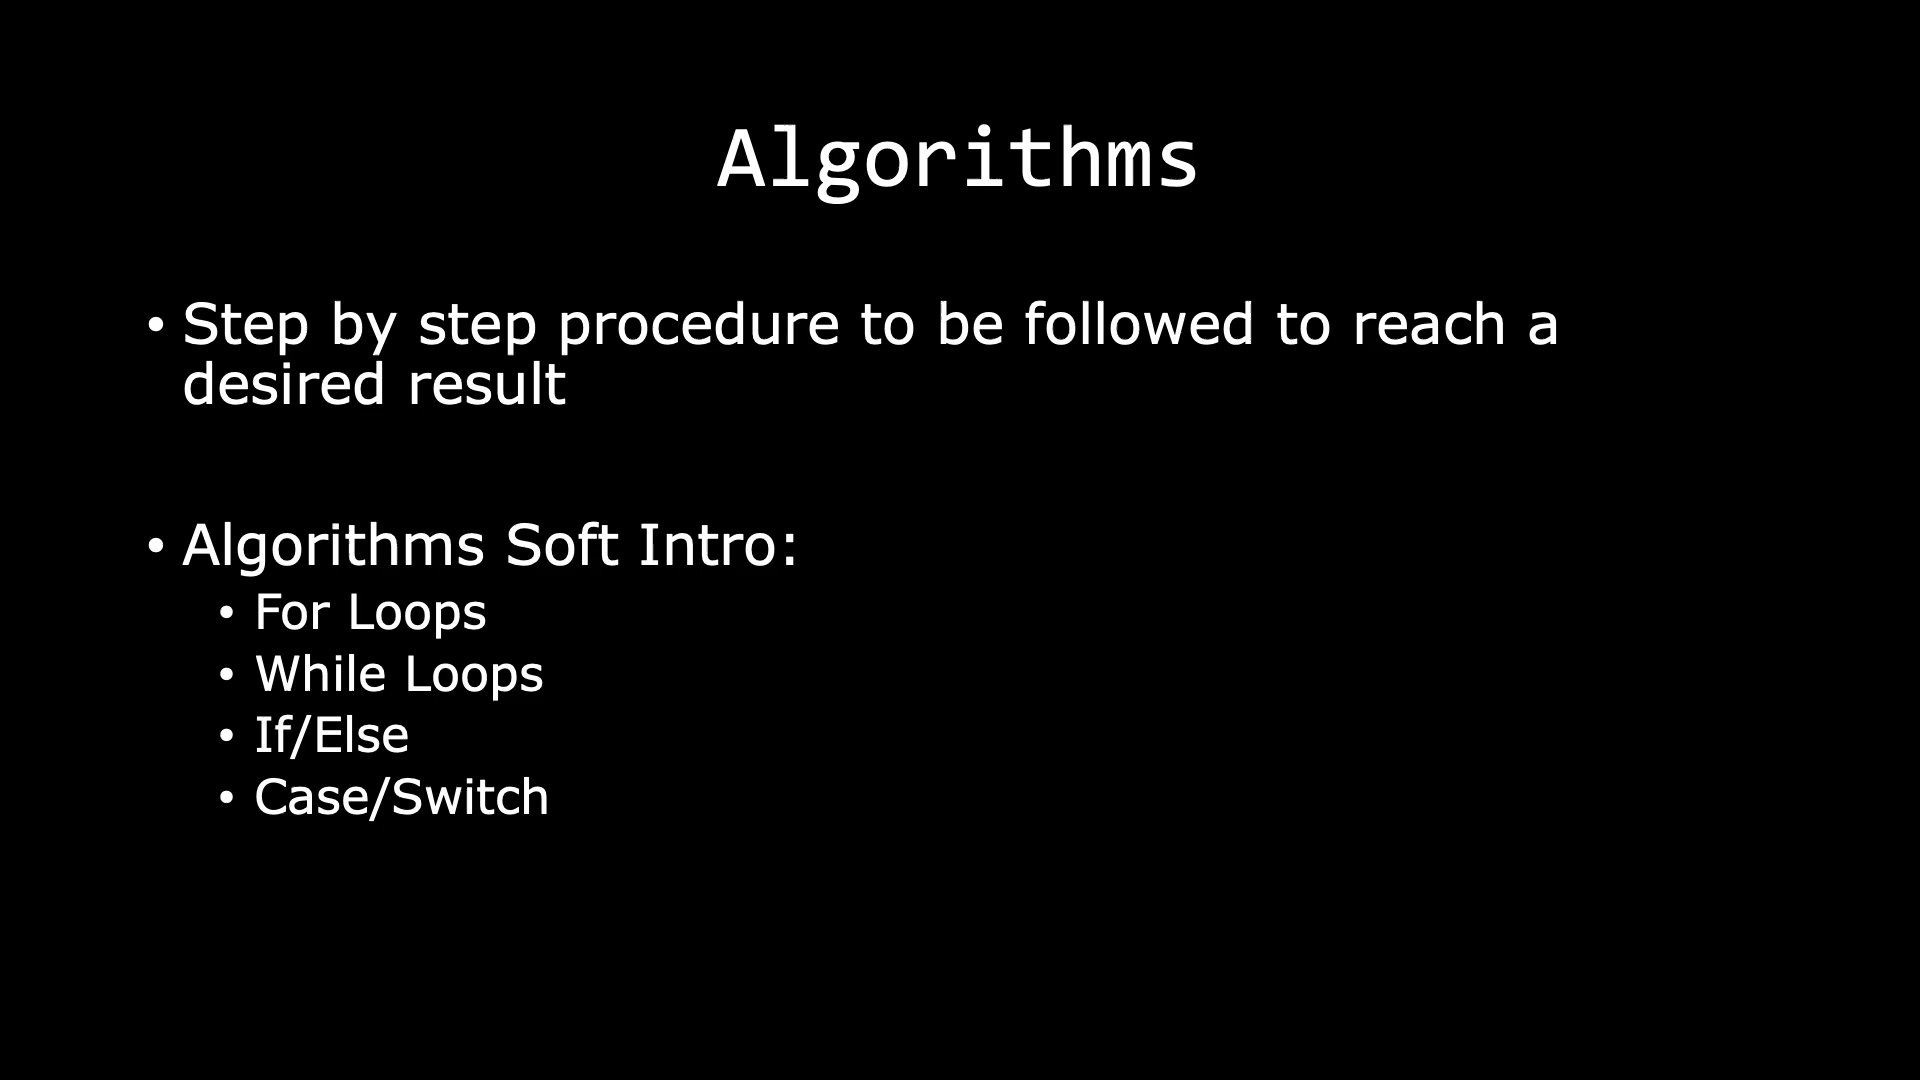 Algorithms
• Step by step procedure to be followed to reach a
desired result
• Algorithms Soft Intro:
• For Loops
• While Loops
• If/Else
• Case/Switch